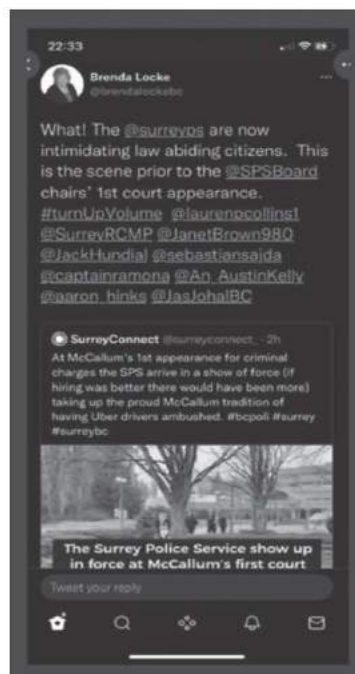 22:33
Brenda Locke
@brendalockebc
What! The @surreyps are now
intimidating law abiding citizens. This
is the scene prior to the @SPSBoard
chairs' 1st court appearance.
#turnUpVolume @laurenpcollins1
@SurreyRCMP @JanetBrown980
@JackHundial @sebastiansajda
@captainramona @An_AustinKelly
@aaron_hinks @JasJohalBC
SurreyConnect @surreyconnect_ · 2h
At McCallum's 1st appearance for criminal
charges the SPS arrive in a show of force (if
hiring was better there would have been more)
taking up the proud McCallum tradition of
having Uber drivers ambushed. #bcpoli #surrey
#surreybc
The Surrey Police Service show up
in force at McCallum's first court
Tweet your reply